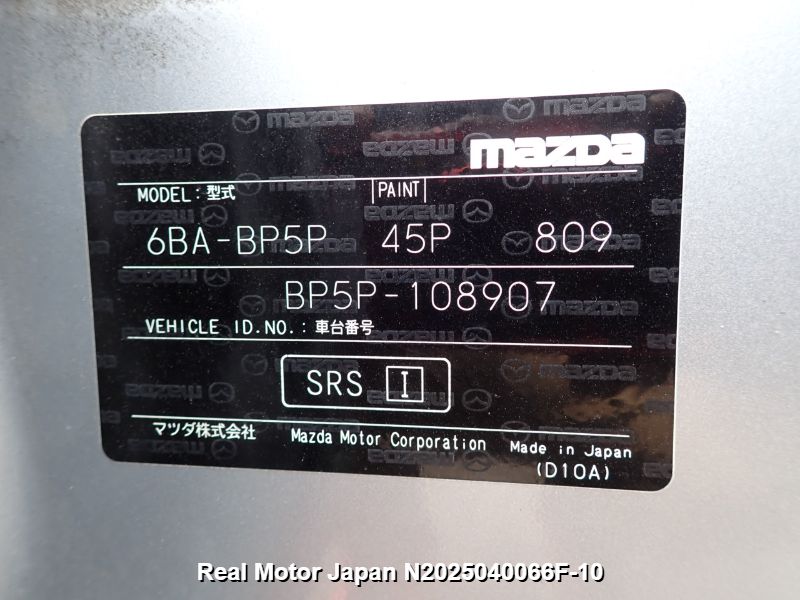 mazda
MODEL：型式 PAINT
6BA-BP5P 45P 809
BP5P-108907
VEHICLE ID.NO.：車台番号
SRS I
マツダ株式会社 Mazda Motor Corporation Made in Japan
(D10A)
Real Motor Japan N2025040066F-10